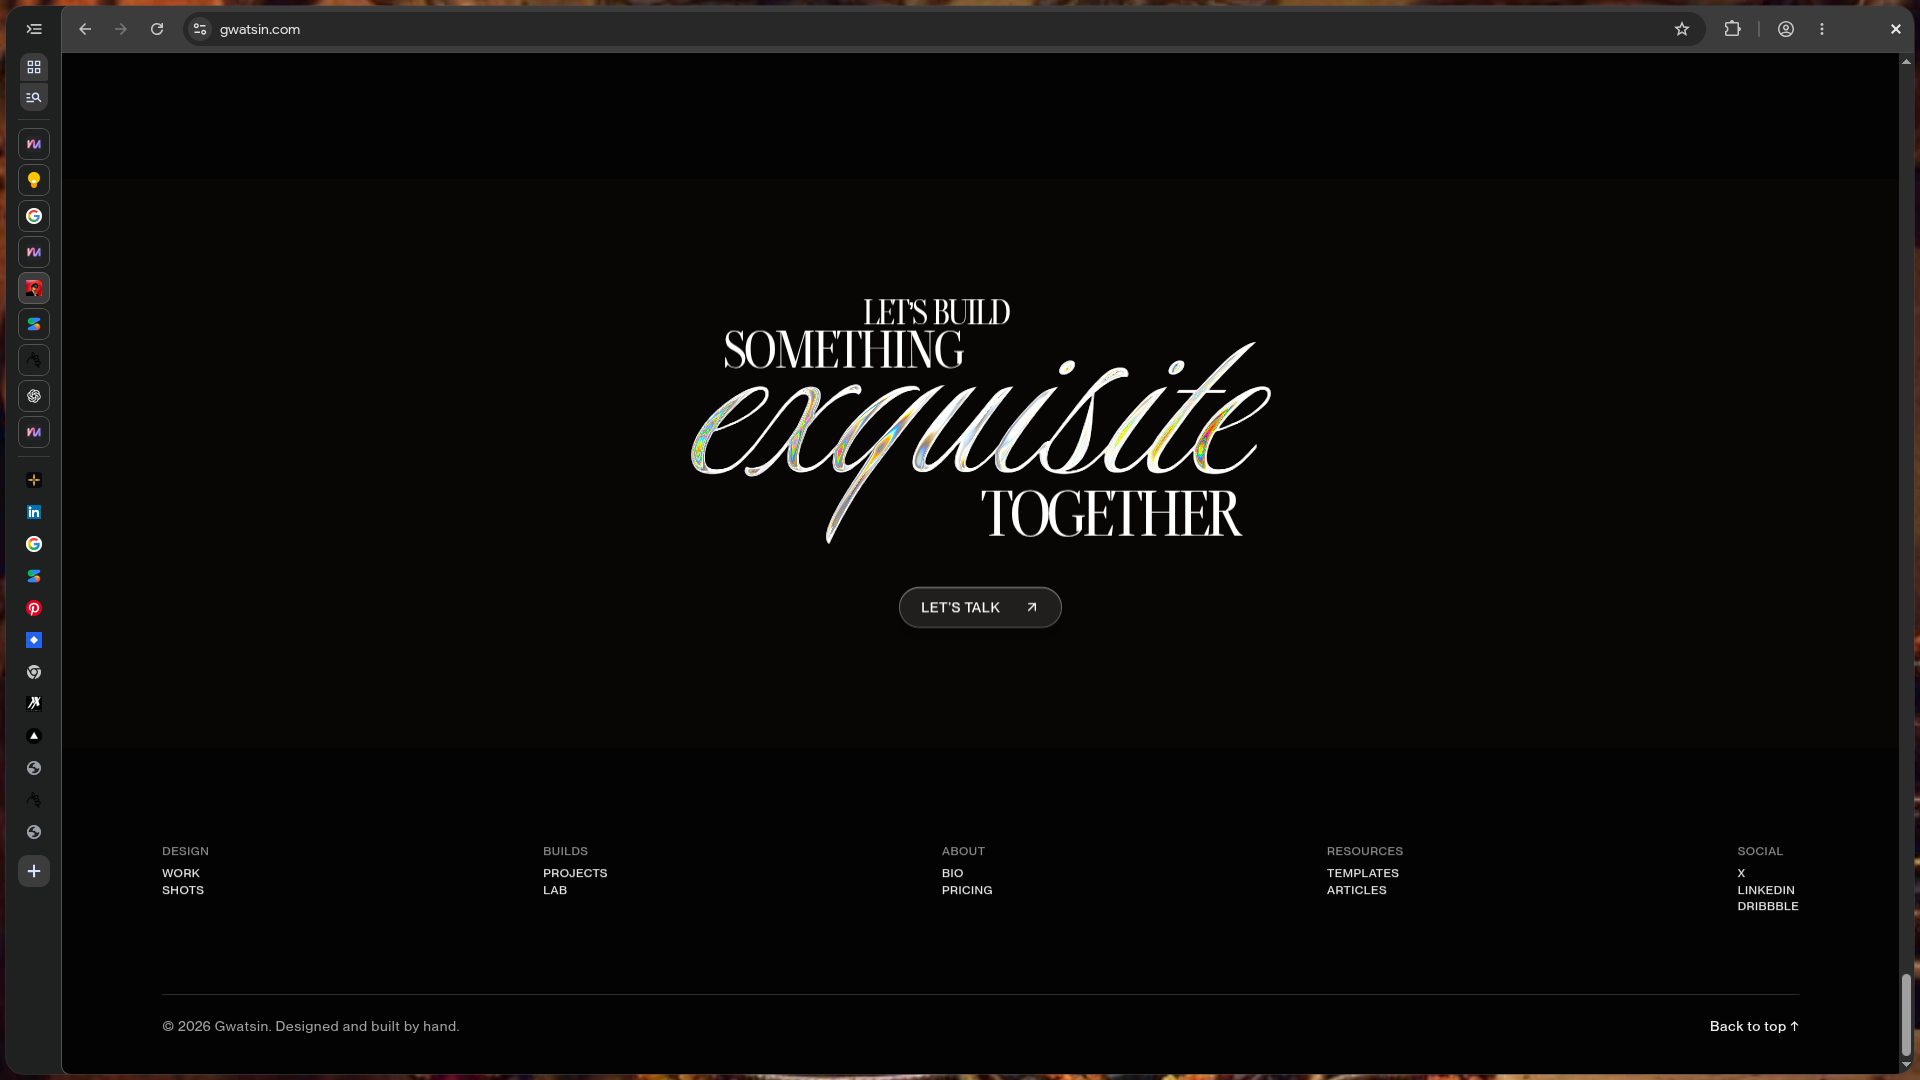 gwatsin.com
LET'S BUILD
SOMETHING
exquisite
TOGETHER
LET'S TALK
DESIGN
WORK
SHOTS
BUILDS
PROJECTS
LAB
ABOUT
BIO
PRICING
RESOURCES
TEMPLATES
ARTICLES
SOCIAL
X
LINKEDIN
DRIBBBLE
© 2026 Gwatsin. Designed and built by hand.
Back to top ↑